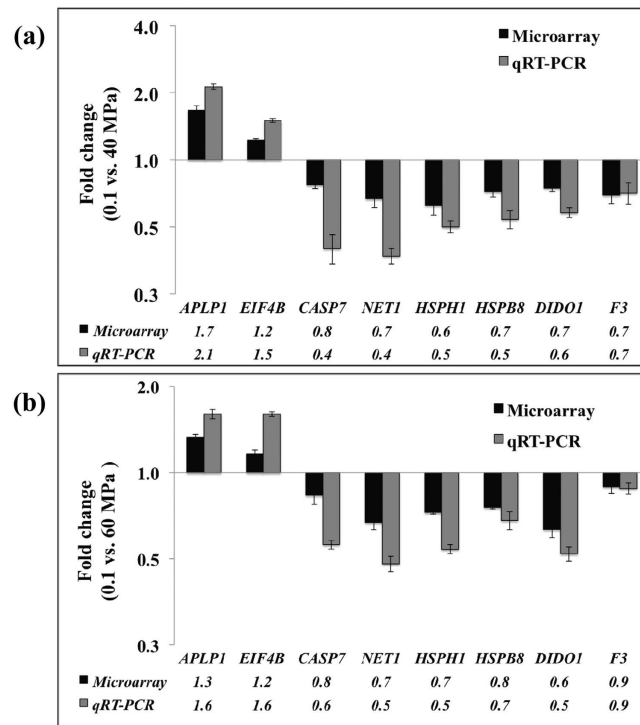 (a)
4.0
2.0
1.0
0.5
0.3
Fold change
(0.1 vs. 40 MPa)
Microarray
qRT-PCR
APLP1 EIF4B CASP7 NET1 HSPH1 HSPB8 DIDO1 F3
Microarray 1.7 1.2 0.8 0.7 0.6 0.7 0.7 0.7
qRT-PCR 2.1 1.5 0.4 0.4 0.5 0.5 0.6 0.7
(b)
2.0
1.0
0.5
0.3
Fold change
(0.1 vs. 60 MPa )
Microarray
qRT-PCR
APLP1 EIF4B CASP7 NET1 HSPH1 HSPB8 DIDO1 F3
Microarray 1.3 1.2 0.8 0.7 0.7 0.8 0.6 0.9
qRT-PCR 1.6 1.6 0.6 0.5 0.5 0.7 0.5 0.9